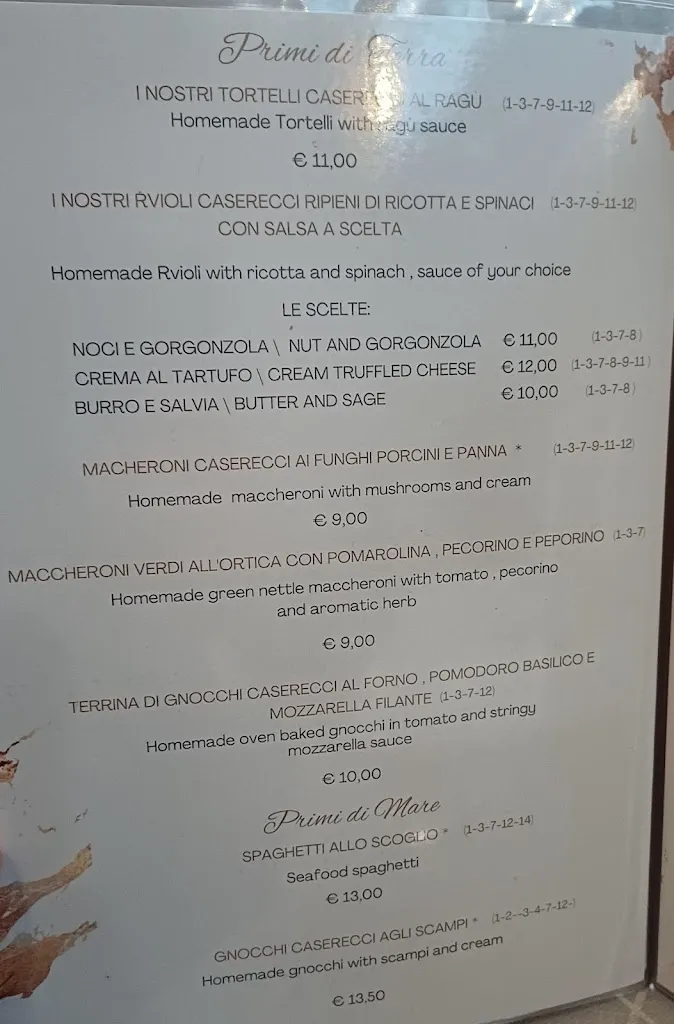 Primi di Terra
I NOSTRI TORTELLI AL RAGÙ (1-3-7-9-11-12)
Homemade Tortelli with ragù sauce
€ 11,00
I NOSTRI RVIOLI CASERECCI RIPIENI DI RICOTTA E SPINACI (1-3-7-9-11-12)
CON SALSA A SCELTA
Homemade Rvioli with ricotta and spinach , sauce of your choice
LE SCELTE:
NOCI E GORGONZOLA \ NUT AND GORGONZOLA € 11,00 (1-3-7-8 )
CREMA AL TARTUFO \ CREAM TRUFFLED CHEESE € 12,00 (1-3-7-8-9-11 )
BURRO E SALVIA \ BUTTER AND SAGE € 10,00 (1-3-7-8 )
MACHERONI CASERECCI AI FUNGHI PORCINI E PANNA * (1-3-7-9-11-12)
Homemade maccheroni with mushrooms and cream
€ 9,00
MACCHERONI VERDI ALL'ORTICA CON POMAROLINA , PECORINO E PEPORINO (1-3-7)
Homemade green nettle maccheroni with tomato , pecorino
and aromatic herb
€ 9,00
TERRINA DI GNOCCHI CASERECCI AL FORNO , POMODORO BASILICO E
MOZZARELLA FILANTE (1-3-7-12)
Homemade oven baked gnocchi in tomato and stringy
mozzarella sauce
€ 10,00
Primi di Mare
SPAGHETTI ALLO SCOGLIO * (1-3-7-12-14)
Seafood spaghetti
€ 13,00
GNOCCHI CASERECCI AGLI SCAMPI * (1-2--3-4-7-12-)
Homemade gnocchi with scampi and cream
€ 13,50